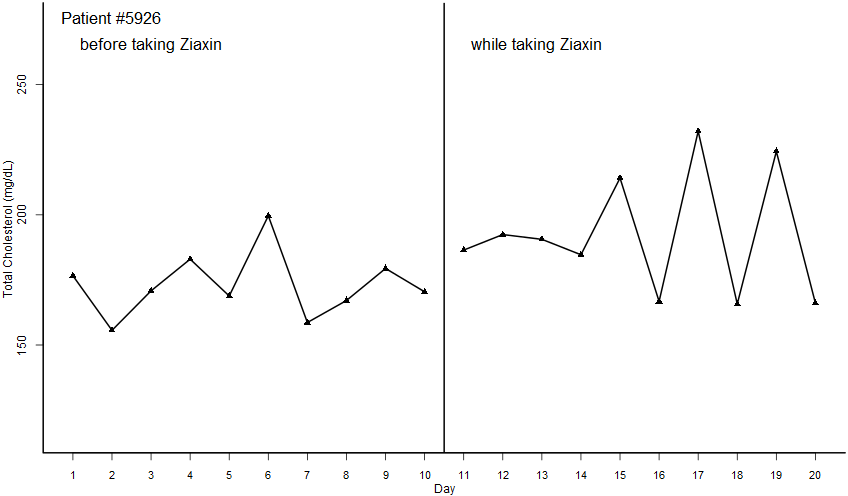 Patient #5926
before taking Ziaxin
while taking Ziaxin
Total Cholesterol (mg/dL)
250
200
150
1 2 3 4 5 6 7 8 9 10 11 12 13 14 15 16 17 18 19 20
Day